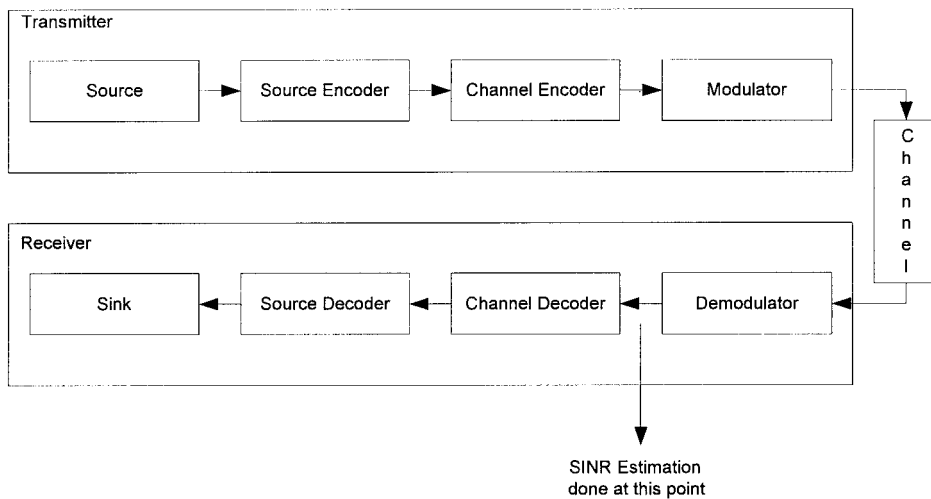 Transmitter
Source
Source Encoder
Channel Encoder
Modulator
Channel
Receiver
Sink
Source Decoder
Channel Decoder
Demodulator
SINR Estimation
done at this point